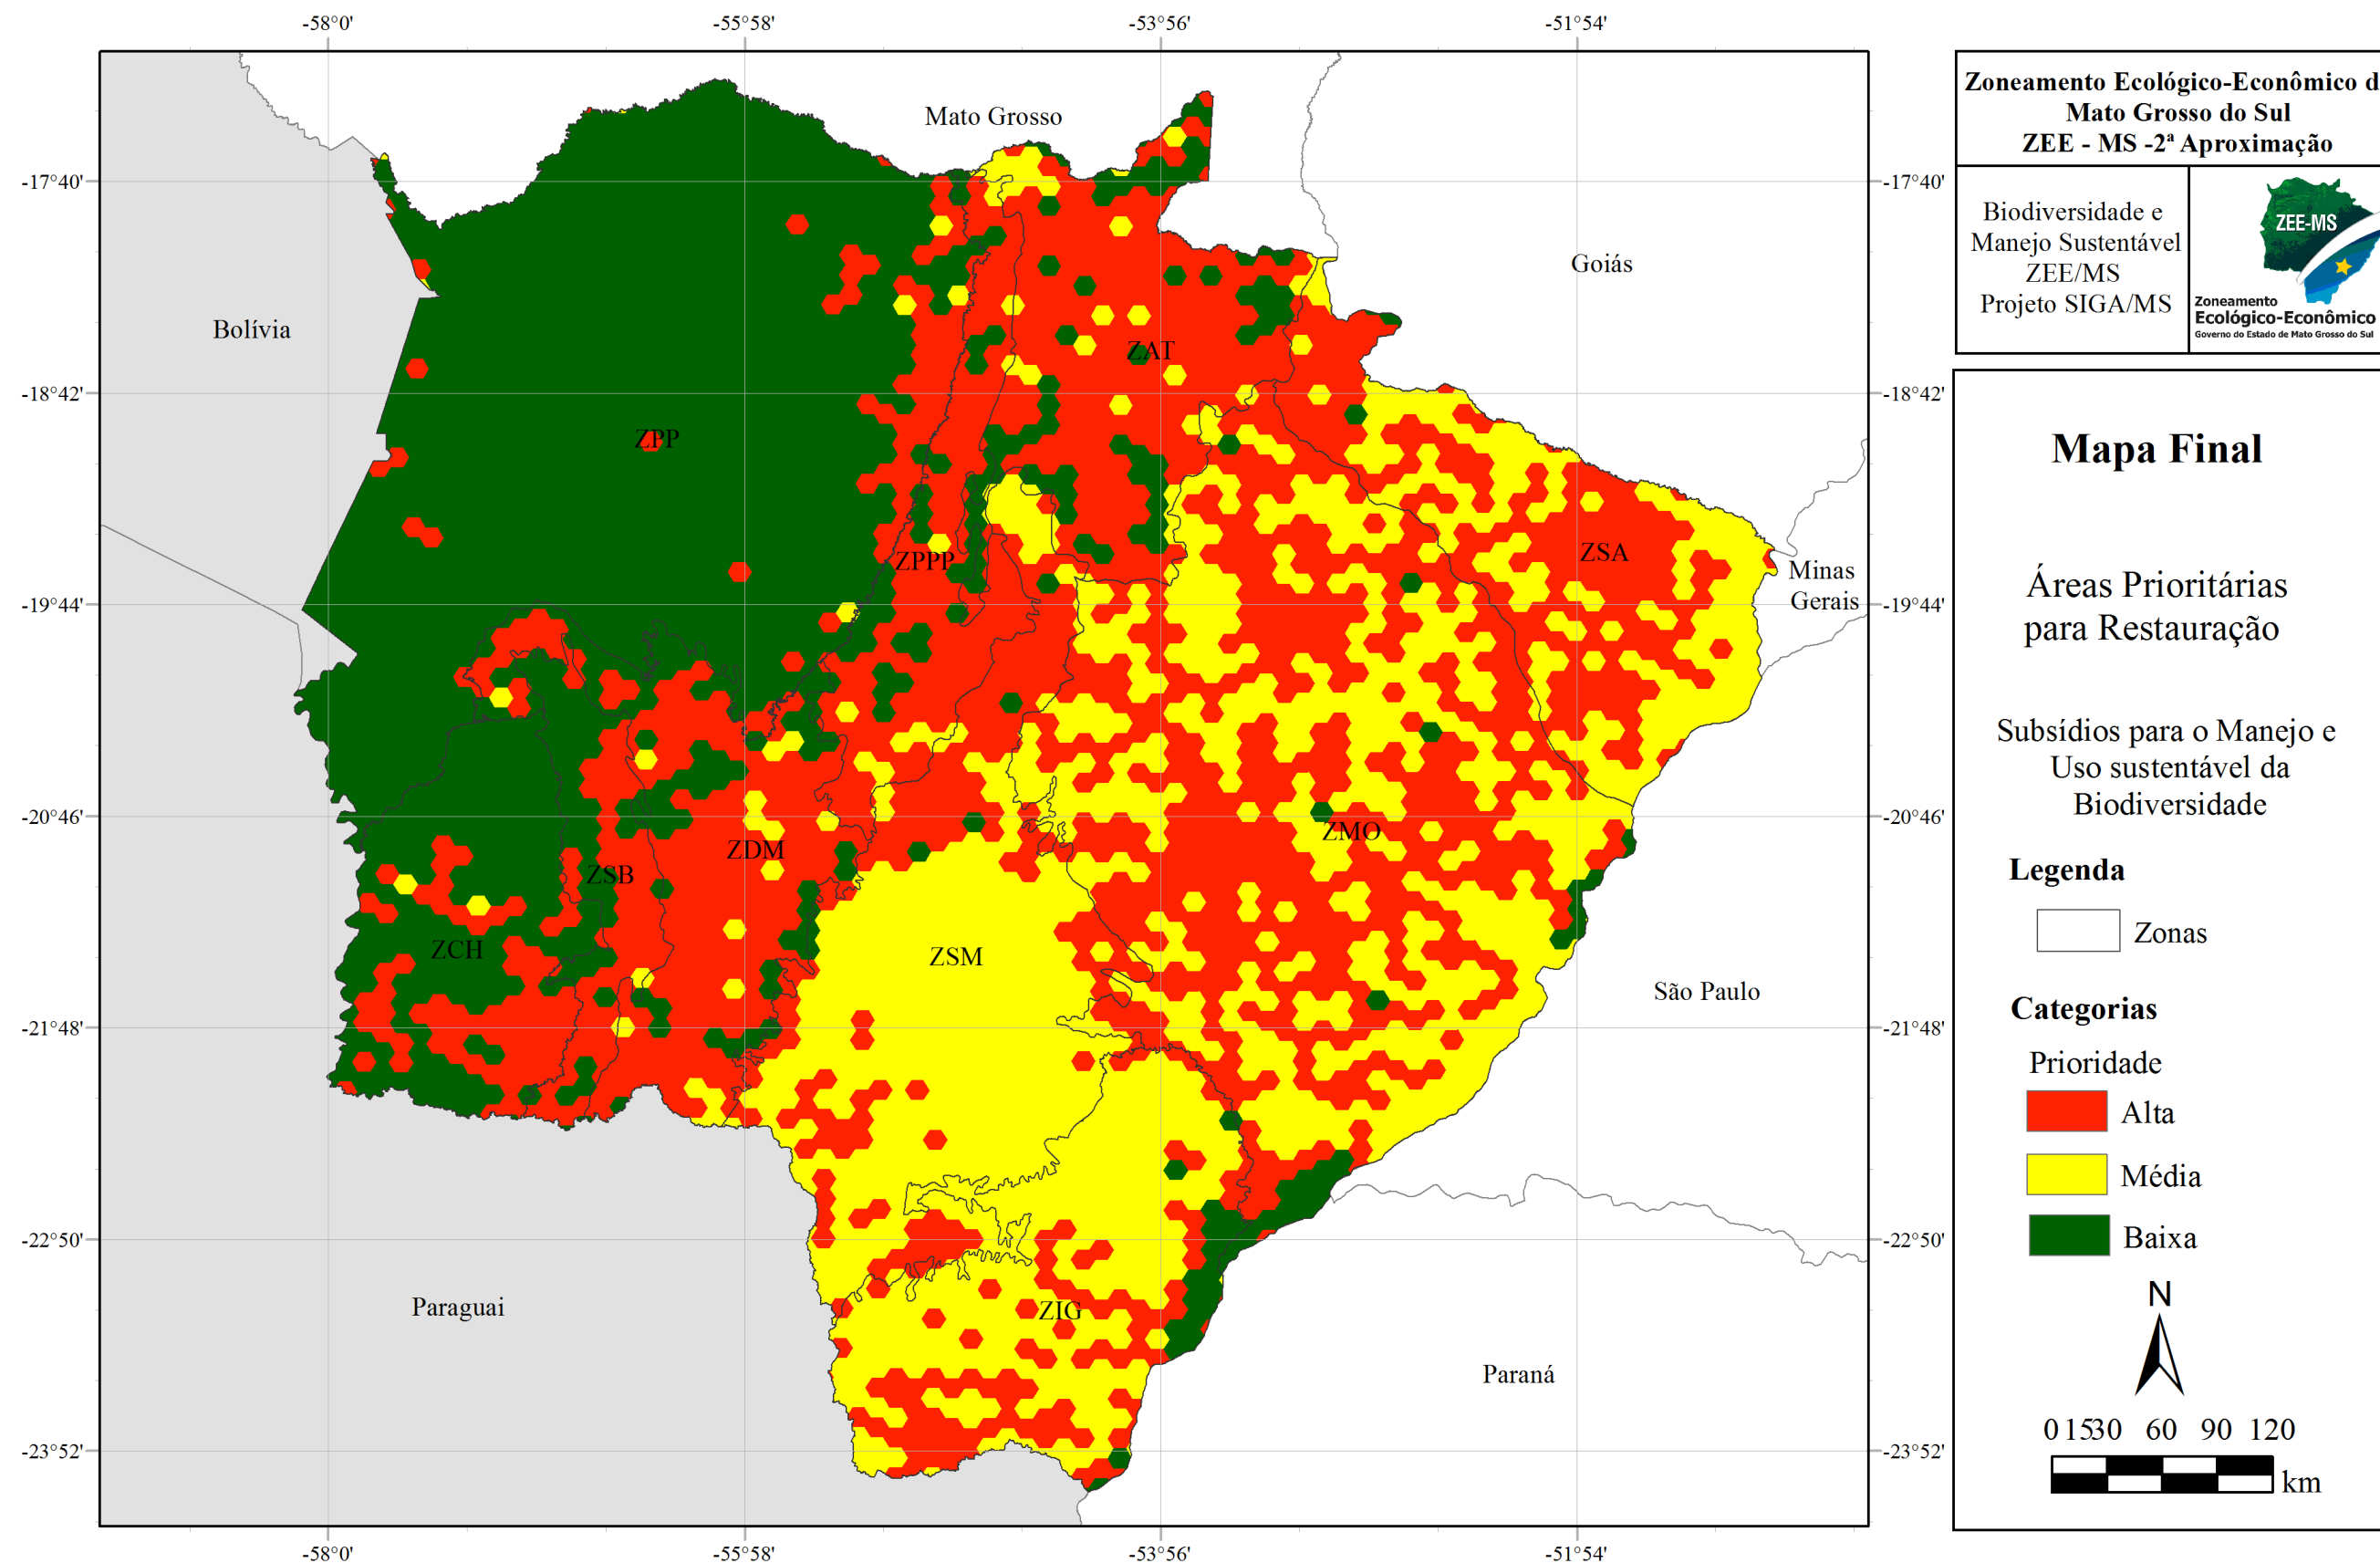 -58°0'
-55°58'
-53°56'
-51°54'
-17°40'
-18°42'
-19°44'
-20°46'
-21°48'
-22°50'
-23°52'
Mato Grosso
Goiás
Bolívia
Minas
Gerais
São Paulo
Paraná
Paraguai
ZAT
ZPP
ZPPP
ZSA
ZMO
ZDM
ZSB
ZCH
ZSM
ZIG
-17°40'
-18°42'
-19°44'
-20°46'
-21°48'
-22°50'
-23°52'
-58°0'
-55°58'
-53°56'
-51°54'
Zoneamento Ecológico-Econômico d
Mato Grosso do Sul
ZEE - MS -2ª Aproximação
Biodiversidade e
Manejo Sustentável
ZEE/MS
Projeto SIGA/MS
ZEE-MS
Zoneamento
Ecológico-Econômico
Governo do Estado de Mato Grosso do Sul
Mapa Final
Áreas Prioritárias
para Restauração
Subsídios para o Manejo e
Uso sustentável da
Biodiversidade
Legenda
Zonas
Categorias
Prioridade
Alta
Média
Baixa
N
0 15 30 60 90 120
km